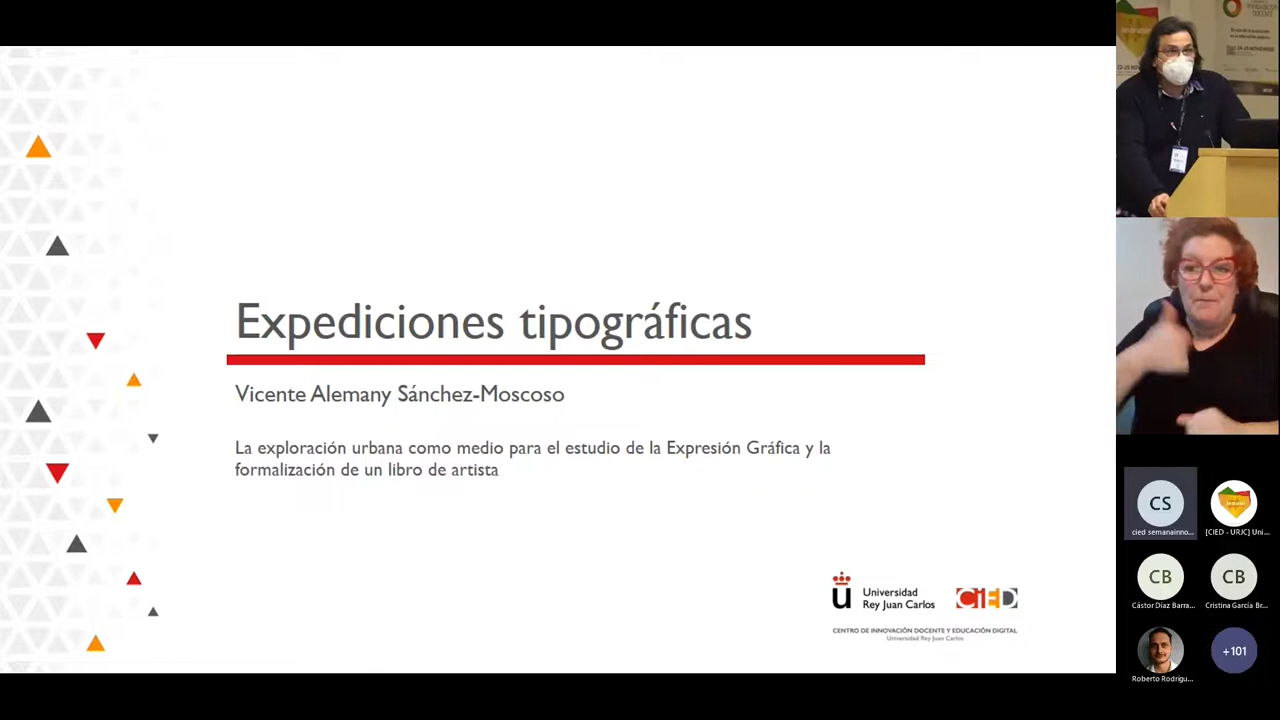 Expediciones tipográficas
Vicente Alemany Sánchez-Moscoso
La exploración urbana como medio para el estudio de la Expresión Gráfica y la
formalización de un libro de artista
ü Universidad
Rey Juan Carlos
CiED
CENTRO DE INNOVACIÓN DOCENTE Y EDUCACIÓN DIGITAL
Universidad Rey Juan Carlos
CS
cied semanainno...
[CIED - URJC] Uni...
CB
Cástor Díaz Barra...
CB
Cristina García Br...
Roberto Rodrígu...
+101